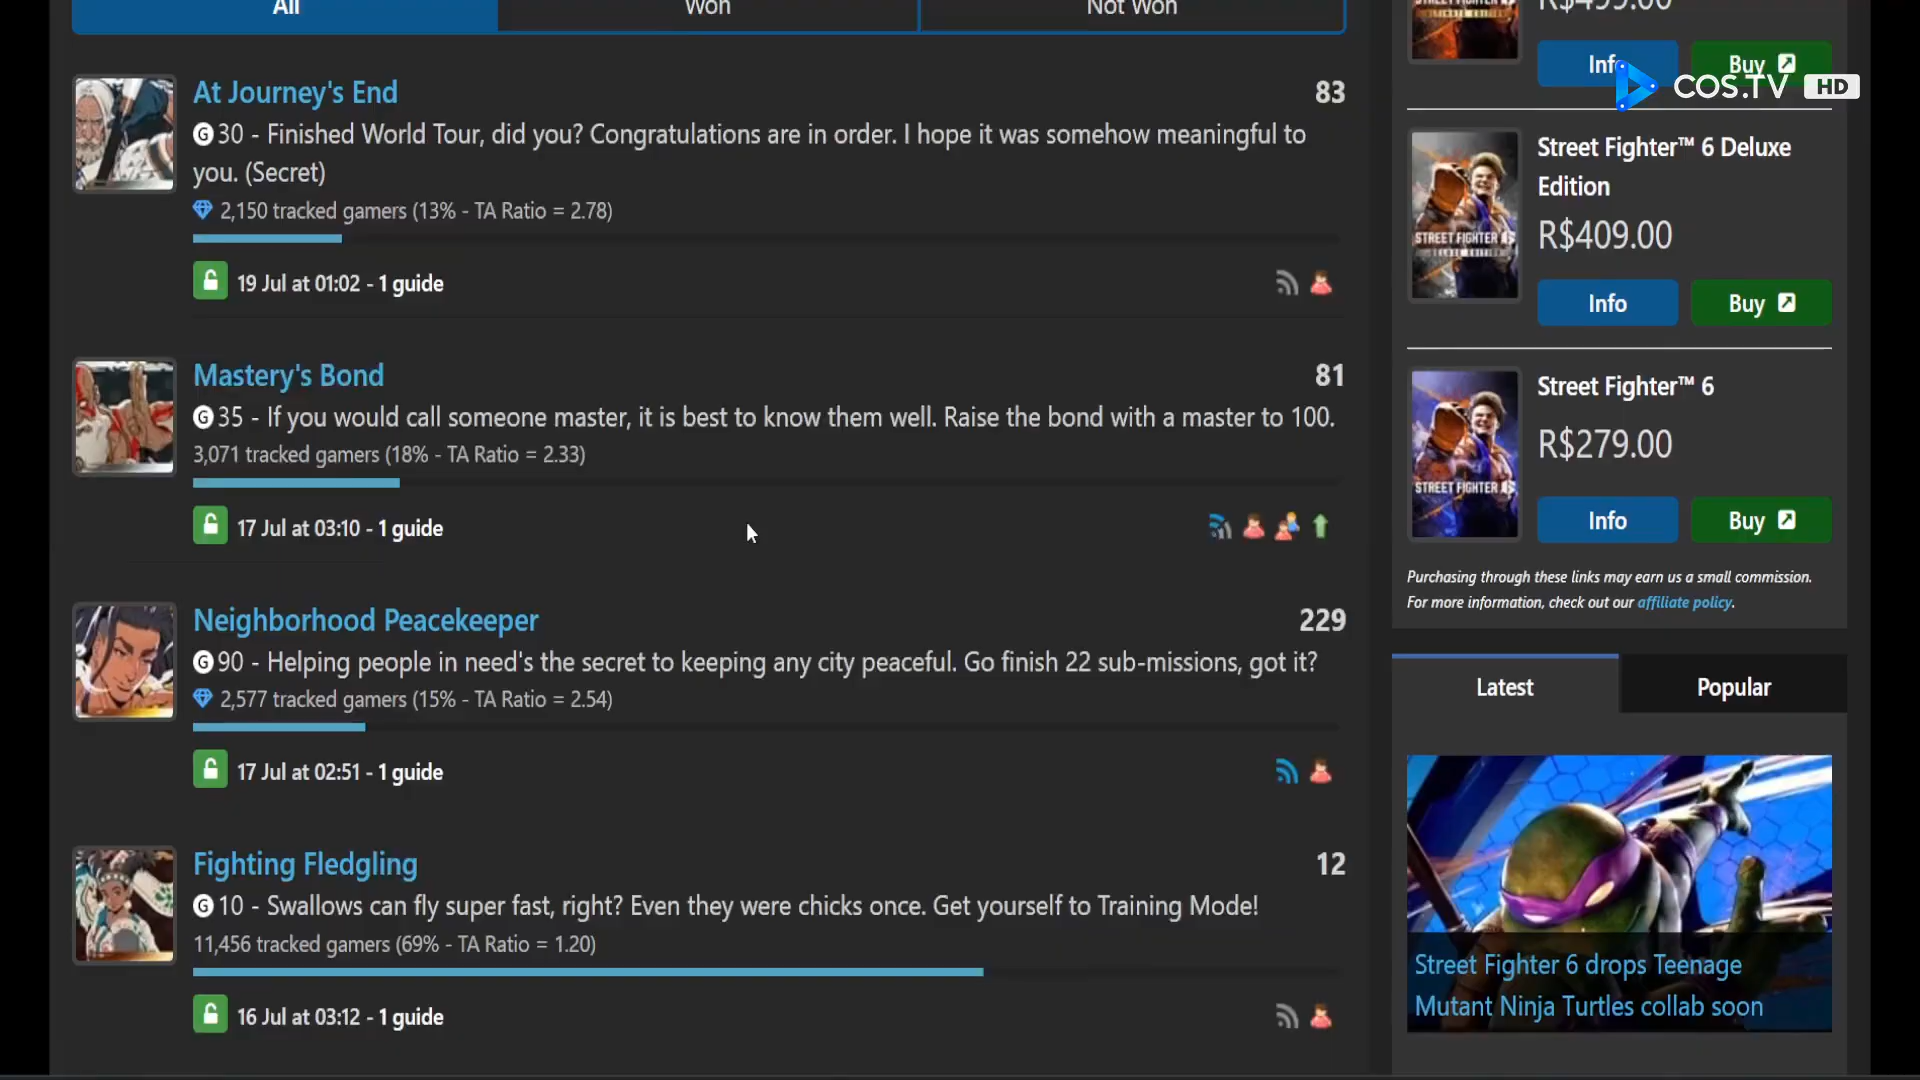 All
Won
Not Won
At Journey's End
83
G 30 - Finished World Tour, did you? Congratulations are in order. I hope it was somehow meaningful to
you. (Secret)
2,150 tracked gamers (13% - TA Ratio = 2.78)
19 Jul at 01:02 - 1 guide
Mastery's Bond
81
G 35 - If you would call someone master, it is best to know them well. Raise the bond with a master to 100.
3,071 tracked gamers (18% - TA Ratio = 2.33)
17 Jul at 03:10 - 1 guide
Neighborhood Peacekeeper
229
G 90 - Helping people in need's the secret to keeping any city peaceful. Go finish 22 sub-missions, got it?
2,577 tracked gamers (15% - TA Ratio = 2.54)
17 Jul at 02:51 - 1 guide
Fighting Fledgling
12
G 10 - Swallows can fly super fast, right? Even they were chicks once. Get yourself to Training Mode!
11,456 tracked gamers (69% - TA Ratio = 1.20)
16 Jul at 03:12 - 1 guide
R$499.00
Info
Buy
COS.TV HD
STREET FIGHTER 6
DELUXE EDITION
Street Fighter™ 6 Deluxe
Edition
R$409.00
Info
Buy
STREET FIGHTER 6
Street Fighter™ 6
R$279.00
Info
Buy
Purchasing through these links may earn us a small commission.
For more information, check out our affiliate policy.
Latest
Popular
Street Fighter 6 drops Teenage
Mutant Ninja Turtles collab soon